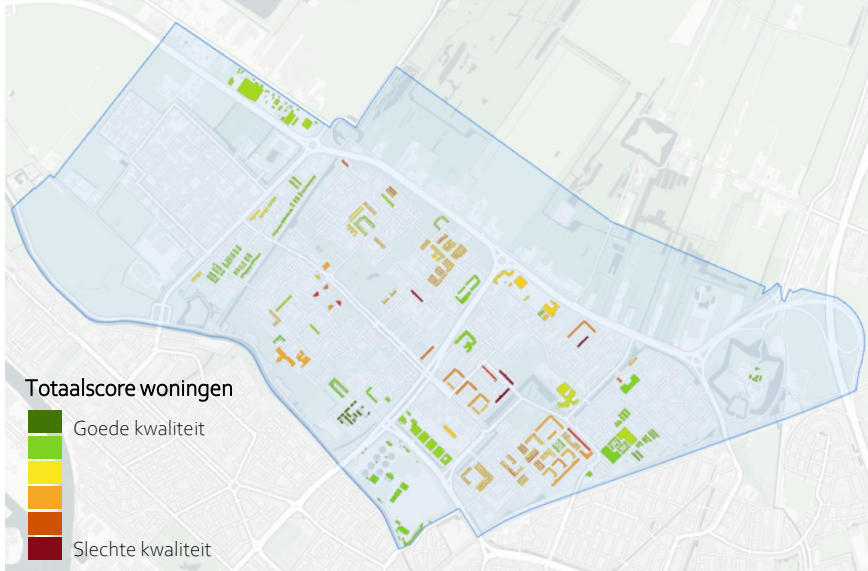 Totaalscore woningen
Goede kwaliteit
Slechte kwaliteit